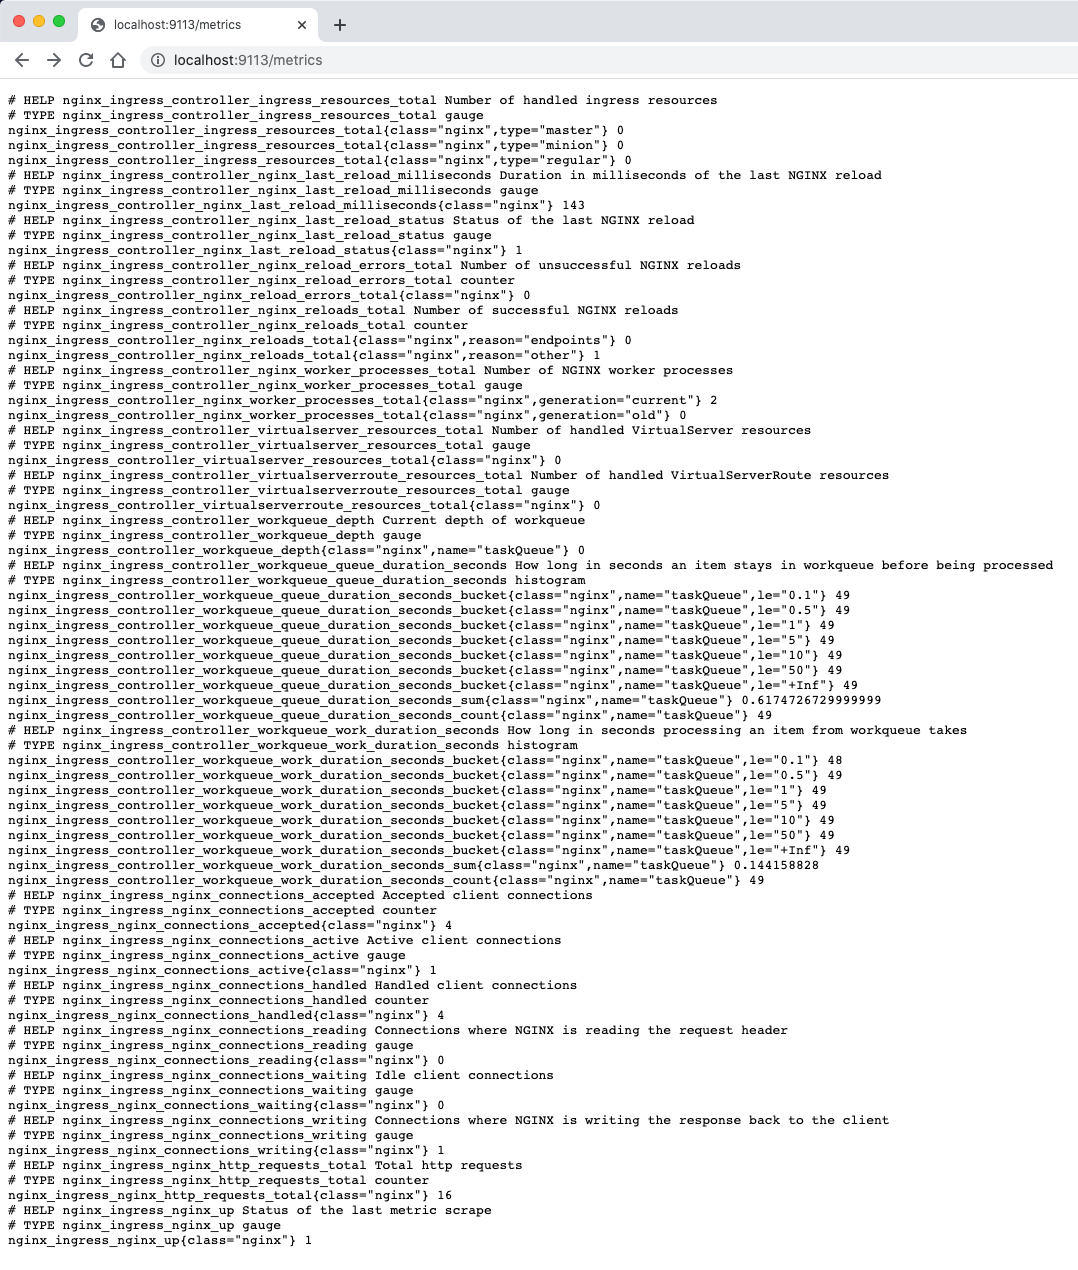 localhost:9113/metrics
localhost:9113/metrics
# HELP nginx_ingress_controller_ingress_resources_total Number of handled ingress resources
# TYPE nginx_ingress_controller_ingress_resources_total gauge
nginx_ingress_controller_ingress_resources_total{class="nginx",type="master"} 0
nginx_ingress_controller_ingress_resources_total{class="nginx",type="minion"} 0
nginx_ingress_controller_ingress_resources_total{class="nginx",type="regular"} 0
# HELP nginx_ingress_controller_nginx_last_reload_milliseconds Duration in milliseconds of the last NGINX reload
# TYPE nginx_ingress_controller_nginx_last_reload_milliseconds gauge
nginx_ingress_controller_nginx_last_reload_milliseconds{class="nginx"} 143
# HELP nginx_ingress_controller_nginx_last_reload_status Status of the last NGINX reload
# TYPE nginx_ingress_controller_nginx_last_reload_status gauge
nginx_ingress_controller_nginx_last_reload_status{class="nginx"} 1
# HELP nginx_ingress_controller_nginx_reload_errors_total Number of unsuccessful NGINX reloads
# TYPE nginx_ingress_controller_nginx_reload_errors_total counter
nginx_ingress_controller_nginx_reload_errors_total{class="nginx"} 0
# HELP nginx_ingress_controller_nginx_reloads_total Number of successful NGINX reloads
# TYPE nginx_ingress_controller_nginx_reloads_total counter
nginx_ingress_controller_nginx_reloads_total{class="nginx",reason="endpoints"} 0
nginx_ingress_controller_nginx_reloads_total{class="nginx",reason="other"} 1
# HELP nginx_ingress_controller_nginx_worker_processes_total Number of NGINX worker processes
# TYPE nginx_ingress_controller_nginx_worker_processes_total gauge
nginx_ingress_controller_nginx_worker_processes_total{class="nginx",generation="current"} 2
nginx_ingress_controller_nginx_worker_processes_total{class="nginx",generation="old"} 0
# HELP nginx_ingress_controller_virtualserver_resources_total Number of handled VirtualServer resources
# TYPE nginx_ingress_controller_virtualserver_resources_total gauge
nginx_ingress_controller_virtualserver_resources_total{class="nginx"} 0
# HELP nginx_ingress_controller_virtualserverroute_resources_total Number of handled VirtualServerRoute resources
# TYPE nginx_ingress_controller_virtualserverroute_resources_total gauge
nginx_ingress_controller_virtualserverroute_resources_total{class="nginx"} 0
# HELP nginx_ingress_controller_workqueue_depth Current depth of workqueue
# TYPE nginx_ingress_controller_workqueue_depth gauge
nginx_ingress_controller_workqueue_depth{class="nginx",name="taskQueue"} 0
# HELP nginx_ingress_controller_workqueue_queue_duration_seconds How long in seconds an item stays in workqueue before being processed
# TYPE nginx_ingress_controller_workqueue_queue_duration_seconds histogram
nginx_ingress_controller_workqueue_queue_duration_seconds_bucket{class="nginx",name="taskQueue",le="0.1"} 49
nginx_ingress_controller_workqueue_queue_duration_seconds_bucket{class="nginx",name="taskQueue",le="0.5"} 49
nginx_ingress_controller_workqueue_queue_duration_seconds_bucket{class="nginx",name="taskQueue",le="1"} 49
nginx_ingress_controller_workqueue_queue_duration_seconds_bucket{class="nginx",name="taskQueue",le="5"} 49
nginx_ingress_controller_workqueue_queue_duration_seconds_bucket{class="nginx",name="taskQueue",le="10"} 49
nginx_ingress_controller_workqueue_queue_duration_seconds_bucket{class="nginx",name="taskQueue",le="50"} 49
nginx_ingress_controller_workqueue_queue_duration_seconds_bucket{class="nginx",name="taskQueue",le="+Inf"} 49
nginx_ingress_controller_workqueue_queue_duration_seconds_sum{class="nginx",name="taskQueue"} 0.6174726729999999
nginx_ingress_controller_workqueue_queue_duration_seconds_count{class="nginx",name="taskQueue"} 49
# HELP nginx_ingress_controller_workqueue_work_duration_seconds How long in seconds processing an item from workqueue takes
# TYPE nginx_ingress_controller_workqueue_work_duration_seconds histogram
nginx_ingress_controller_workqueue_work_duration_seconds_bucket{class="nginx",name="taskQueue",le="0.1"} 48
nginx_ingress_controller_workqueue_work_duration_seconds_bucket{class="nginx",name="taskQueue",le="0.5"} 49
nginx_ingress_controller_workqueue_work_duration_seconds_bucket{class="nginx",name="taskQueue",le="1"} 49
nginx_ingress_controller_workqueue_work_duration_seconds_bucket{class="nginx",name="taskQueue",le="5"} 49
nginx_ingress_controller_workqueue_work_duration_seconds_bucket{class="nginx",name="taskQueue",le="10"} 49
nginx_ingress_controller_workqueue_work_duration_seconds_bucket{class="nginx",name="taskQueue",le="50"} 49
nginx_ingress_controller_workqueue_work_duration_seconds_bucket{class="nginx",name="taskQueue",le="+Inf"} 49
nginx_ingress_controller_workqueue_work_duration_seconds_sum{class="nginx",name="taskQueue"} 0.144158828
nginx_ingress_controller_workqueue_work_duration_seconds_count{class="nginx",name="taskQueue"} 49
# HELP nginx_ingress_nginx_connections_accepted Accepted client connections
# TYPE nginx_ingress_nginx_connections_accepted counter
nginx_ingress_nginx_connections_accepted{class="nginx"} 4
# HELP nginx_ingress_nginx_connections_active Active client connections
# TYPE nginx_ingress_nginx_connections_active gauge
nginx_ingress_nginx_connections_active{class="nginx"} 1
# HELP nginx_ingress_nginx_connections_handled Handled client connections
# TYPE nginx_ingress_nginx_connections_handled counter
nginx_ingress_nginx_connections_handled{class="nginx"} 4
# HELP nginx_ingress_nginx_connections_reading Connections where NGINX is reading the request header
# TYPE nginx_ingress_nginx_connections_reading gauge
nginx_ingress_nginx_connections_reading{class="nginx"} 0
# HELP nginx_ingress_nginx_connections_waiting Idle client connections
# TYPE nginx_ingress_nginx_connections_waiting gauge
nginx_ingress_nginx_connections_waiting{class="nginx"} 0
# HELP nginx_ingress_nginx_connections_writing Connections where NGINX is writing the response back to the client
# TYPE nginx_ingress_nginx_connections_writing gauge
nginx_ingress_nginx_connections_writing{class="nginx"} 1
# HELP nginx_ingress_nginx_http_requests_total Total http requests
# TYPE nginx_ingress_nginx_http_requests_total counter
nginx_ingress_nginx_http_requests_total{class="nginx"} 16
# HELP nginx_ingress_nginx_up Status of the last metric scrape
# TYPE nginx_ingress_nginx_up gauge
nginx_ingress_nginx_up{class="nginx"} 1